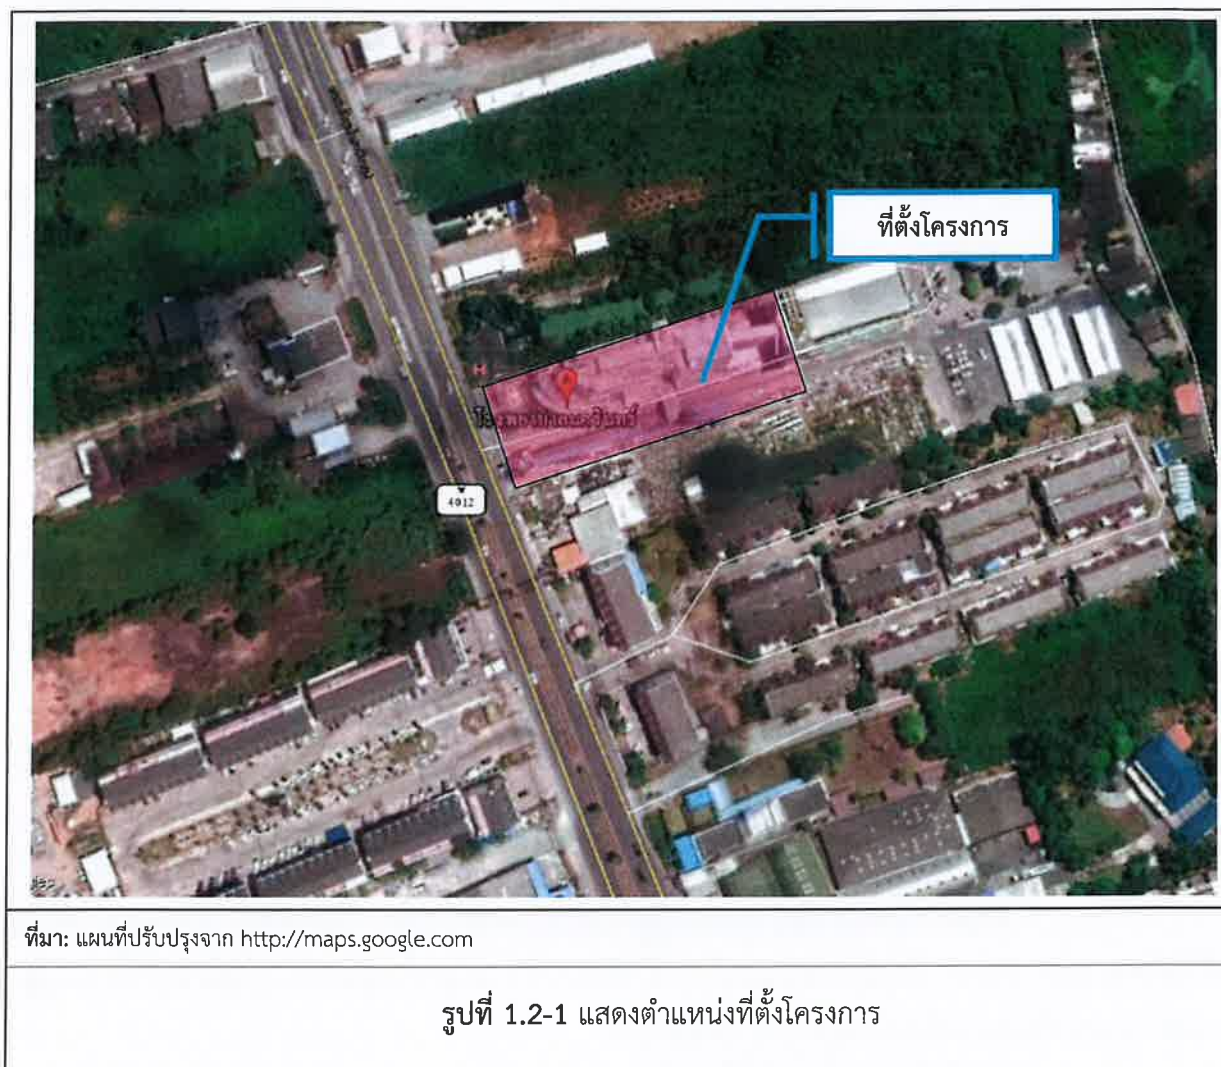 ที่ตั้งโครงการ
H
4012
ที่มา: แผนที่ปรับปรุงจาก http://maps.google.com
รูปที่ 1.2-1 แสดงตำแหน่งที่ตั้งโครงการ